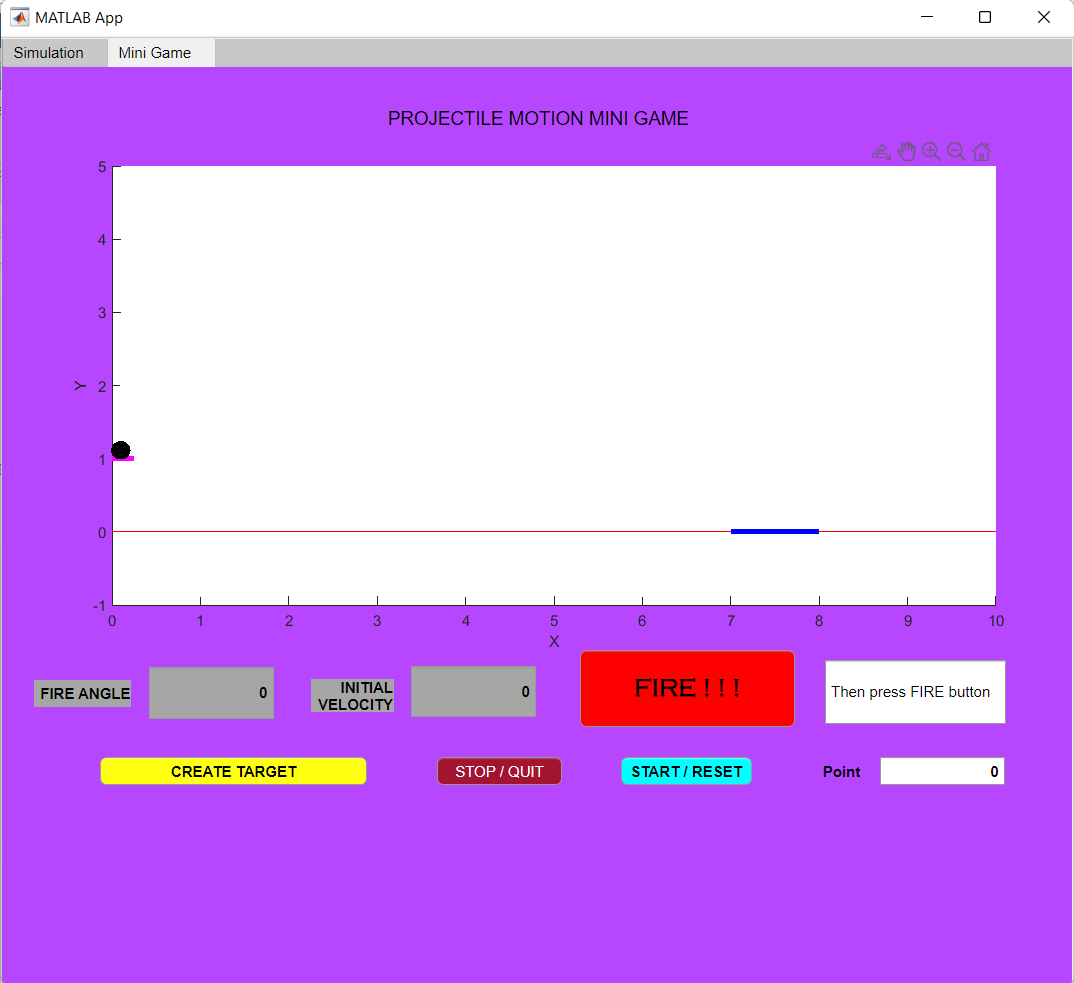 MATLAB App
Simulation Mini Game
PROJECTILE MOTION MINI GAME
5
4
3
2
1
0
-1
Y
0 1 2 3 4 5 6 7 8 9 10
X
FIRE ANGLE 0
INITIAL
VELOCITY
0
FIRE ! ! !
Then press FIRE button
CREATE TARGET
STOP / QUIT
START / RESET
Point 0